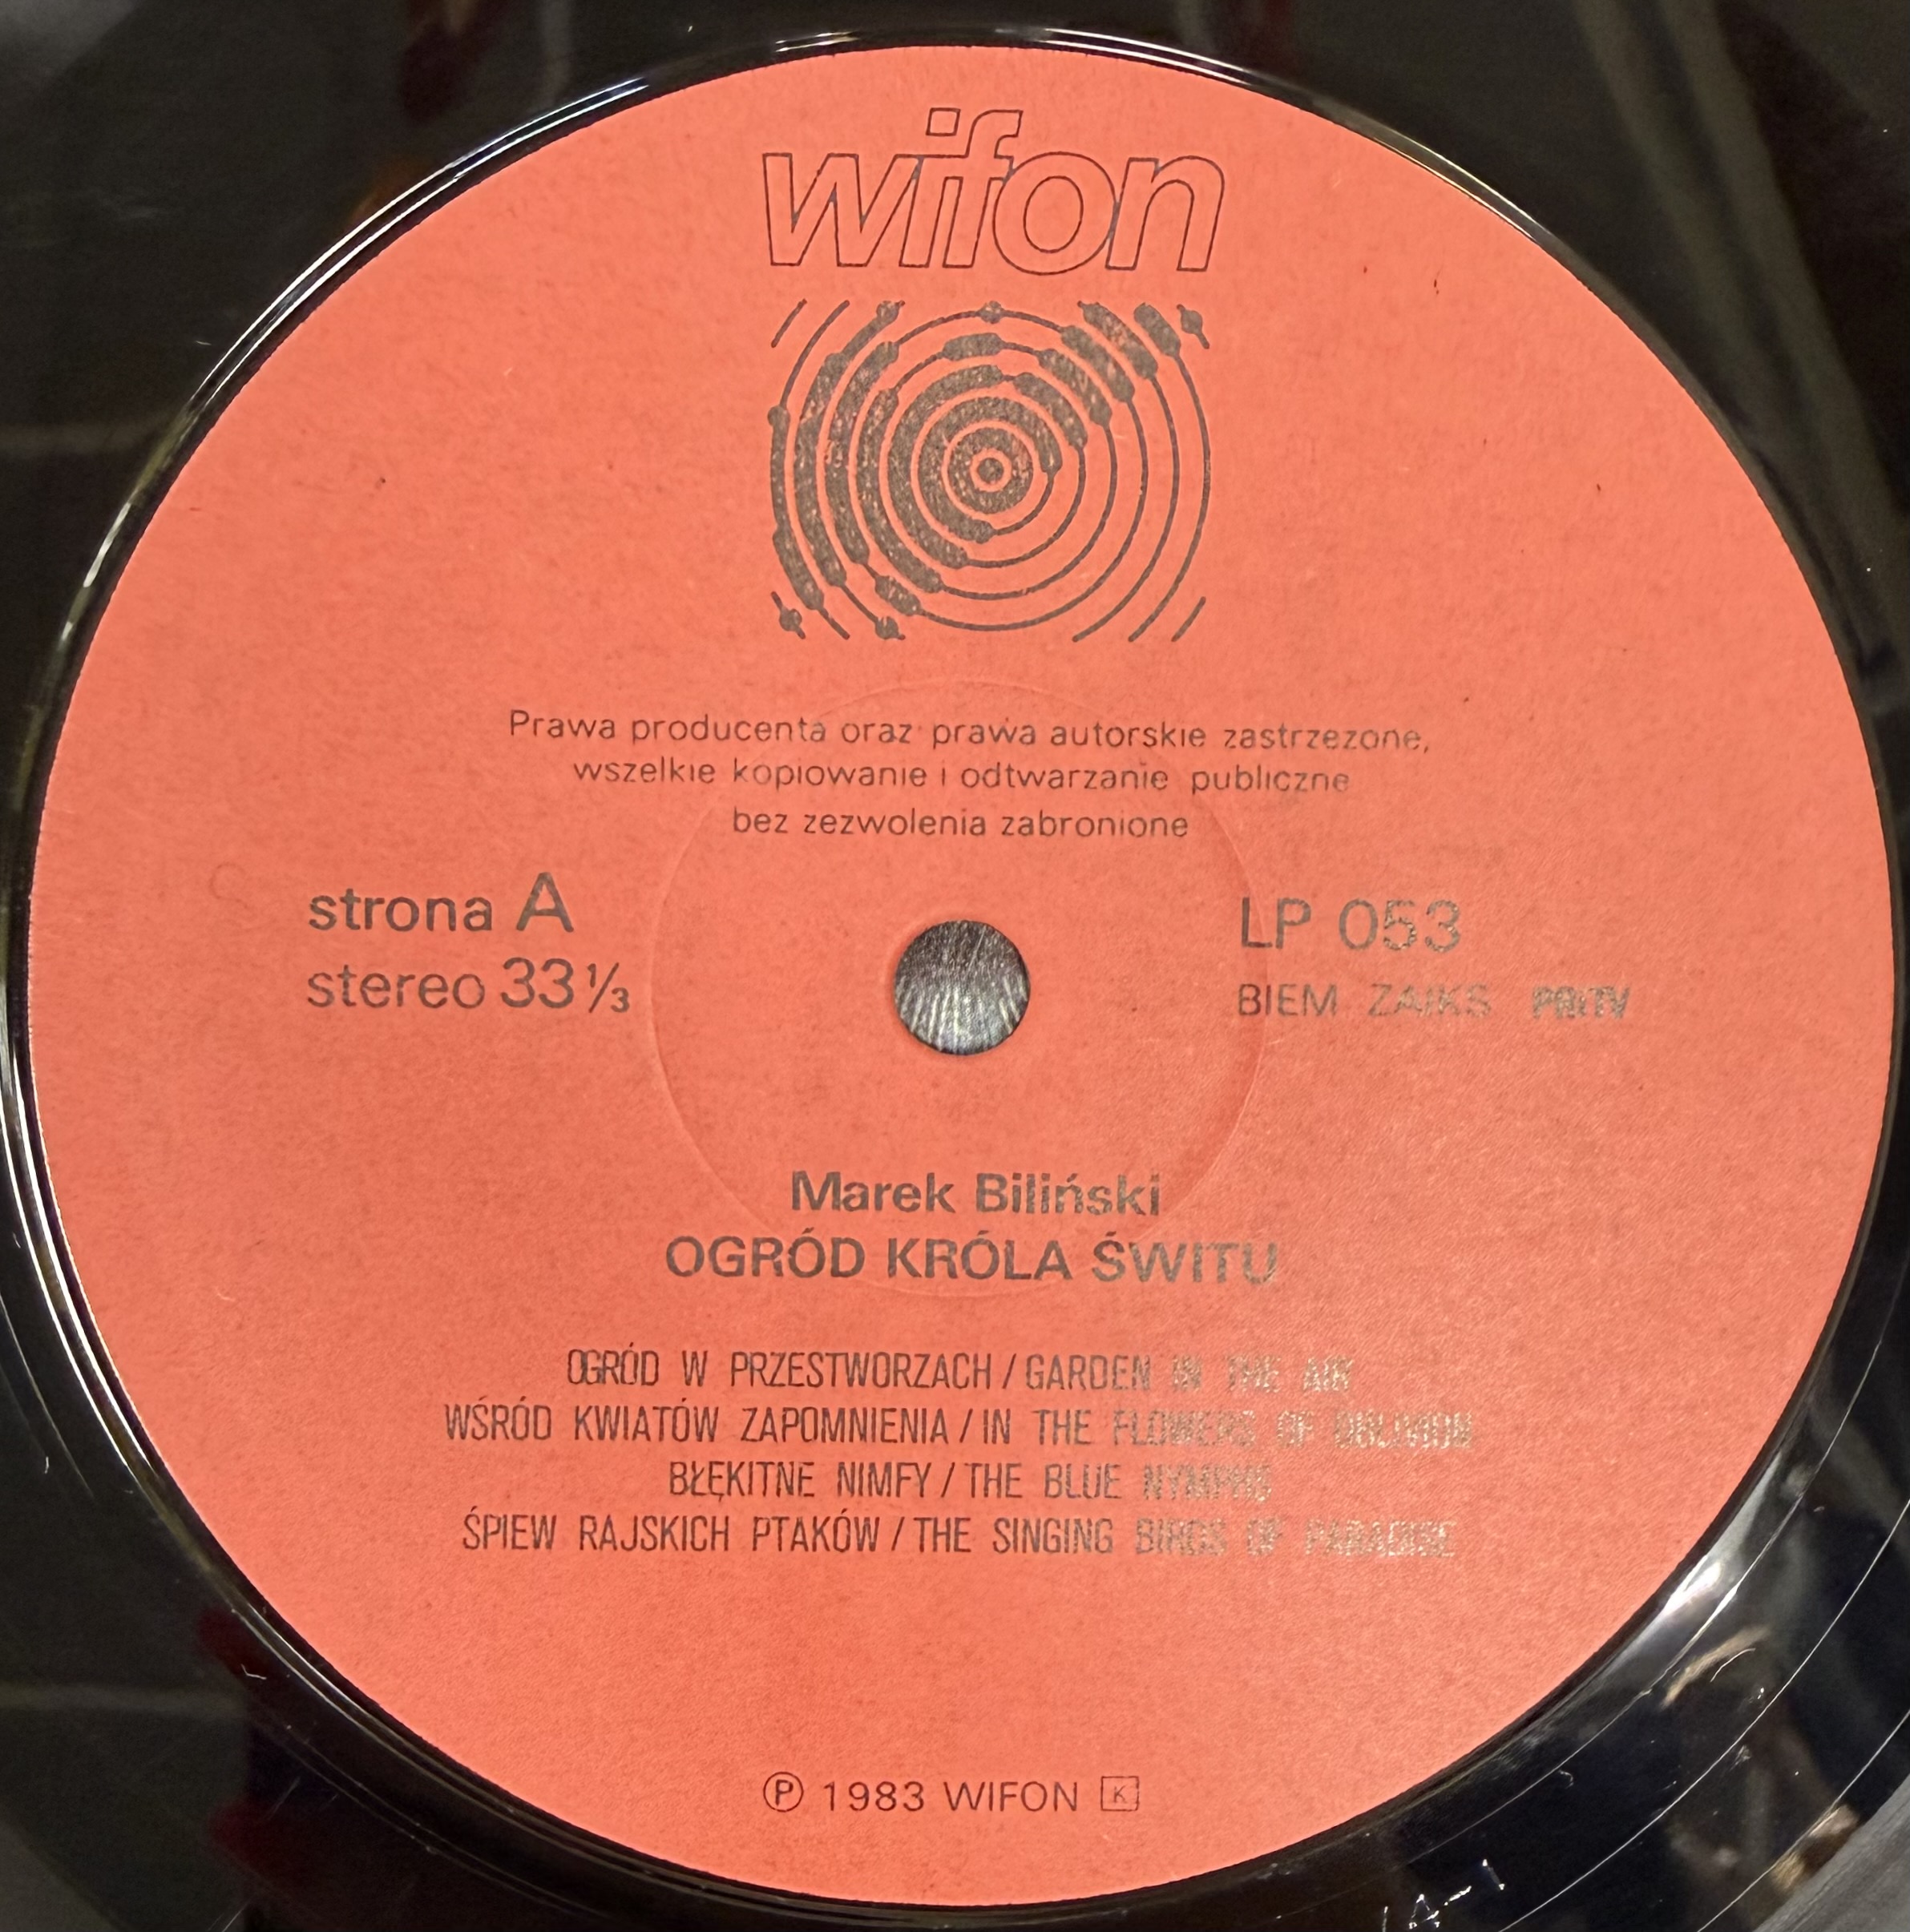 wifon
Prawa producenta oraz prawa autorskie zastrzezone,
wszelkie kopiowanie i odtwarzanie publiczne
bez zezwolenia zabronione
strona A
stereo 33 1/3
LP 053
BIEM ZAIKS PRiTV
Marek Biliński
OGRÓD KRÓLA ŚWITU
OGRÓD W PRZESTWORZACH / GARDEN IN THE AIR
WŚRÓD KWIATÓW ZAPOMNIENIA / IN THE FLOWERS OF OBLIVION
BŁĘKITNE NIMFY / THE BLUE NYMPHS
ŚPIEW RAJSKICH PTAKÓW / THE SINGING BIRDS OF PARADISE
Ⓟ 1983 WIFON K